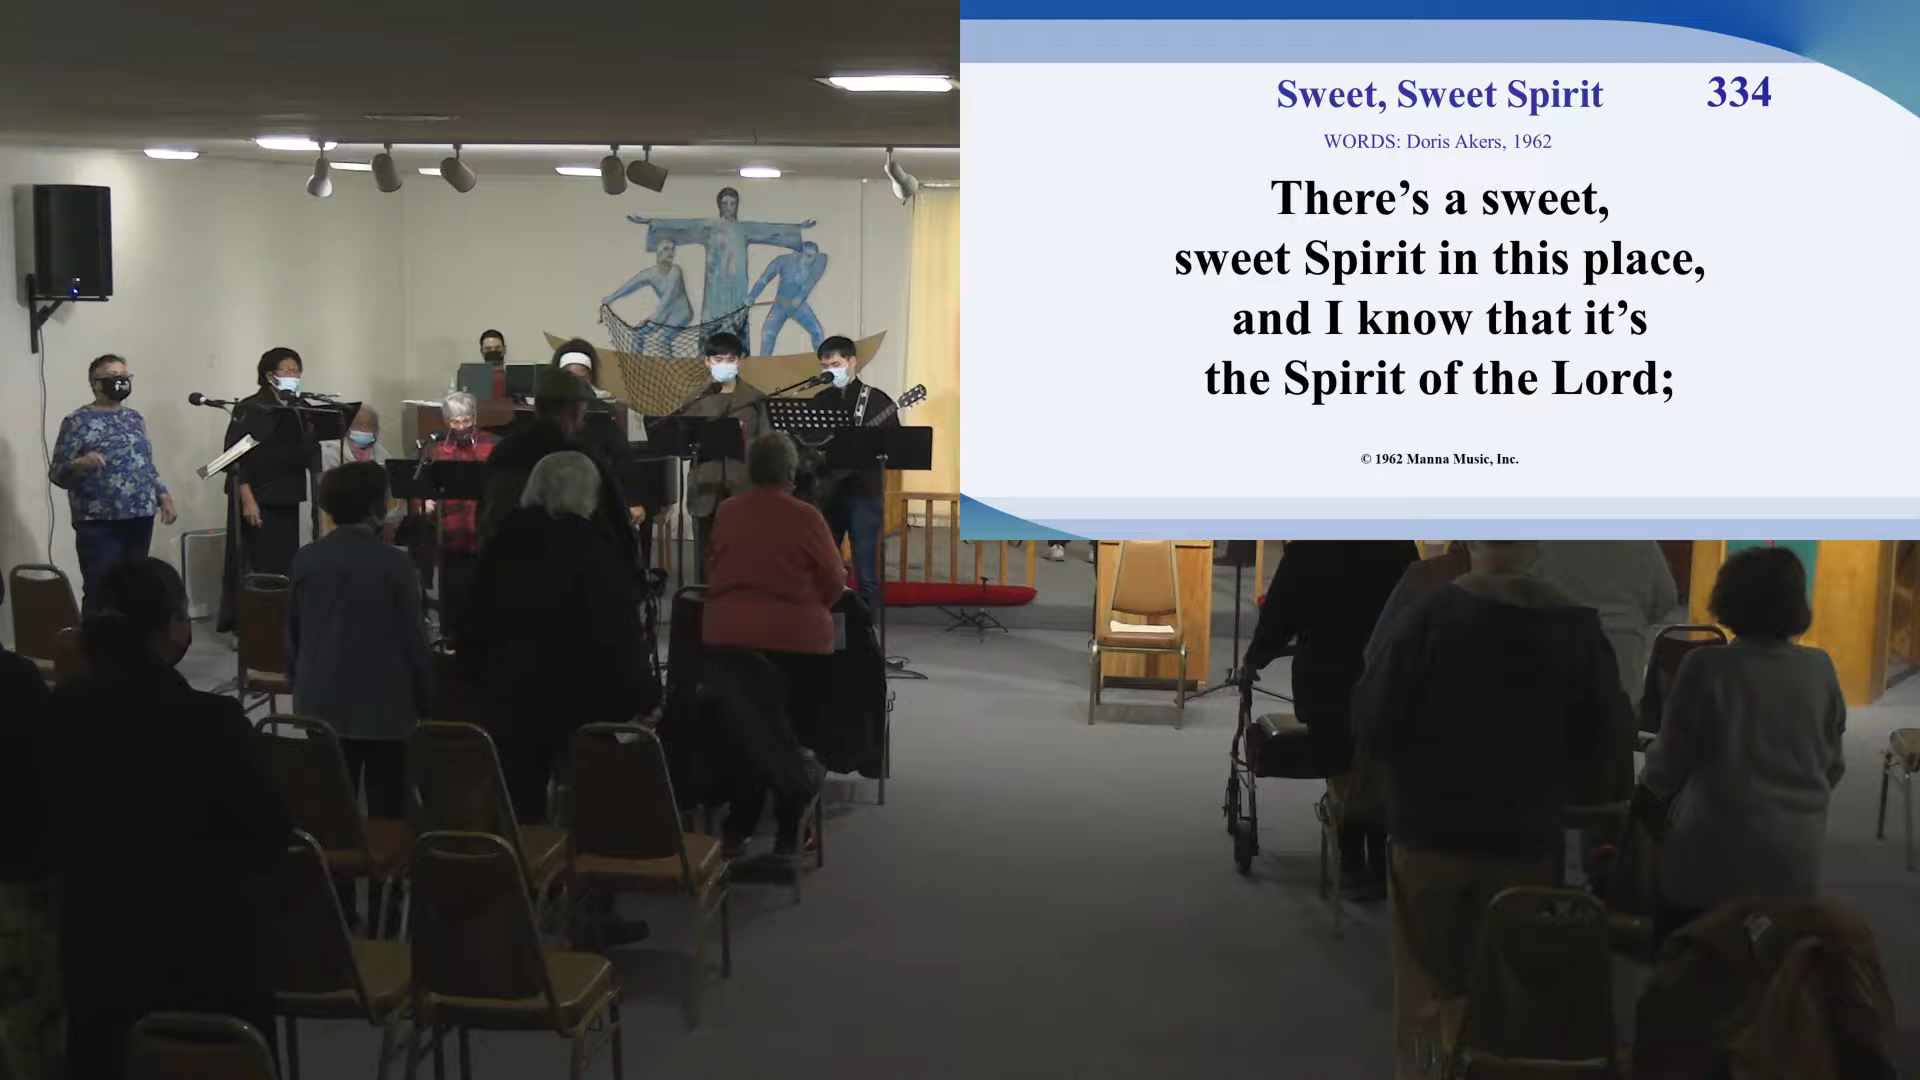 Sweet, Sweet Spirit 334
WORDS: Doris Akers, 1962
There’s a sweet,
sweet Spirit in this place,
and I know that it’s
the Spirit of the Lord;
© 1962 Manna Music, Inc.